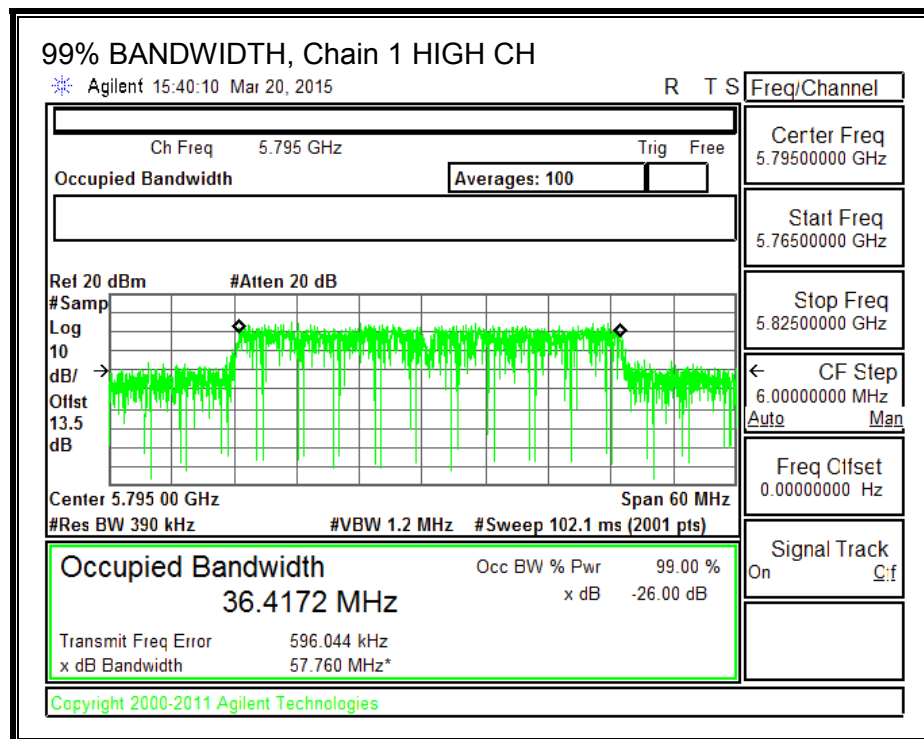 99% BANDWIDTH, Chain 1 HIGH CH
Agilent 15:40:10 Mar 20, 2015 R T S
Freq/Channel
Ch Freq 5.795 GHz Trig Free
Occupied Bandwidth Averages: 100
Center Freq
5.79500000 GHz
Start Freq
5.76500000 GHz
Stop Freq
5.82500000 GHz
CF Step
6.00000000 MHz
Auto Man
Freq Offset
0.00000000 Hz
Signal Track
On Off
Ref 20 dBm #Atten 20 dB
#Samp
Log
10
dB/
Offst
13.5
dB
Center 5.795 00 GHz Span 60 MHz
#Res BW 390 kHz #VBW 1.2 MHz #Sweep 102.1 ms (2001 pts)
Occupied Bandwidth Occ BW % Pwr 99.00 %
36.4172 MHz x dB -26.00 dB
Transmit Freq Error 596.044 kHz
x dB Bandwidth 57.760 MHz*
Copyright 2000-2011 Agilent Technologies